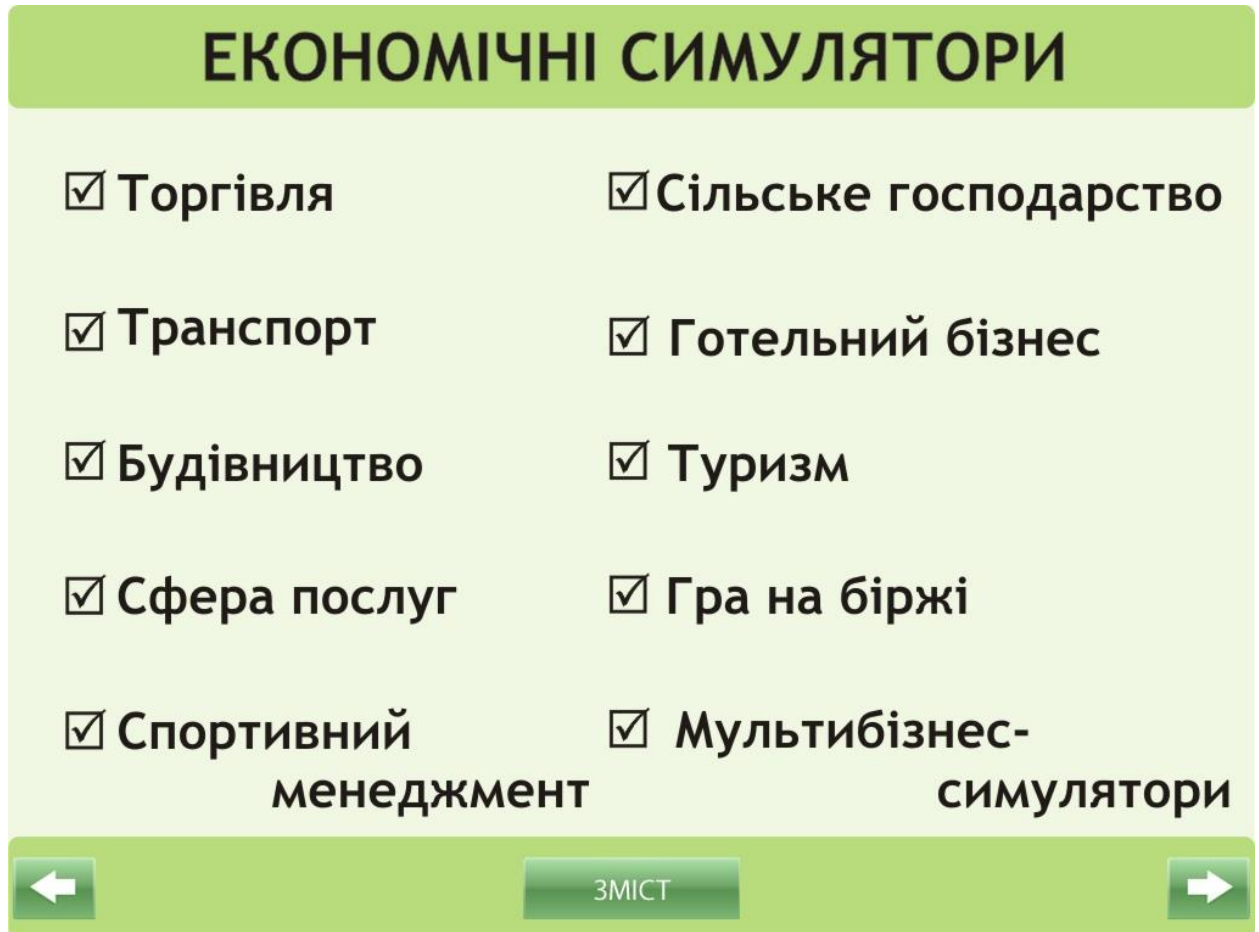 ЕКОНОМІЧНІ СИМУЛЯТОРИ
☑ Торгівля
☑ Транспорт
☑ Будівництво
☑ Сфера послуг
☑ Спортивний
менеджмент
☑ Сільське господарство
☑ Готельний бізнес
☑ Туризм
☑ Гра на біржі
☑ Мультибізнес-
симулятори
ЗМІСТ